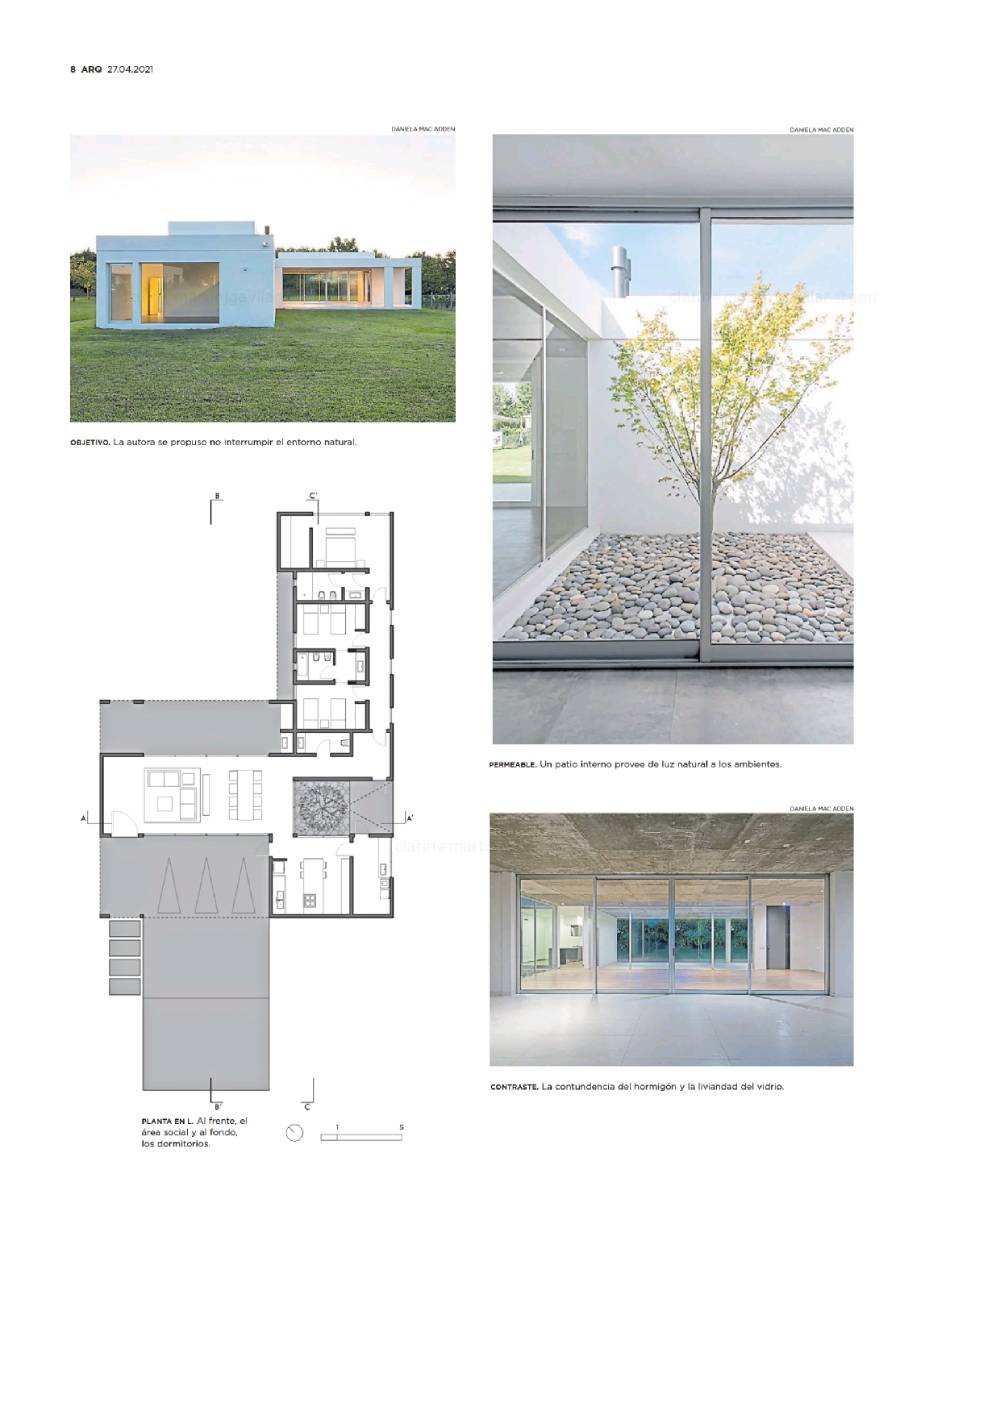 8 ARQ 27.04.2021
DANIELA MAC ADDEN
OBJETIVO. La autora se propuso no interrumpir el entorno natural.
DANIELA MAC ADDEN
PERMEABLE. Un patio interno provee de luz natural a los ambientes.
DANIELA MAC ADDEN
CONTRASTE. La contundencia del hormigón y la liviandad del vidrio.
B
C'
A
A'
B'
C
PLANTA EN L. Al frente, el
área social y al fondo,
los dormitorios.
1
5